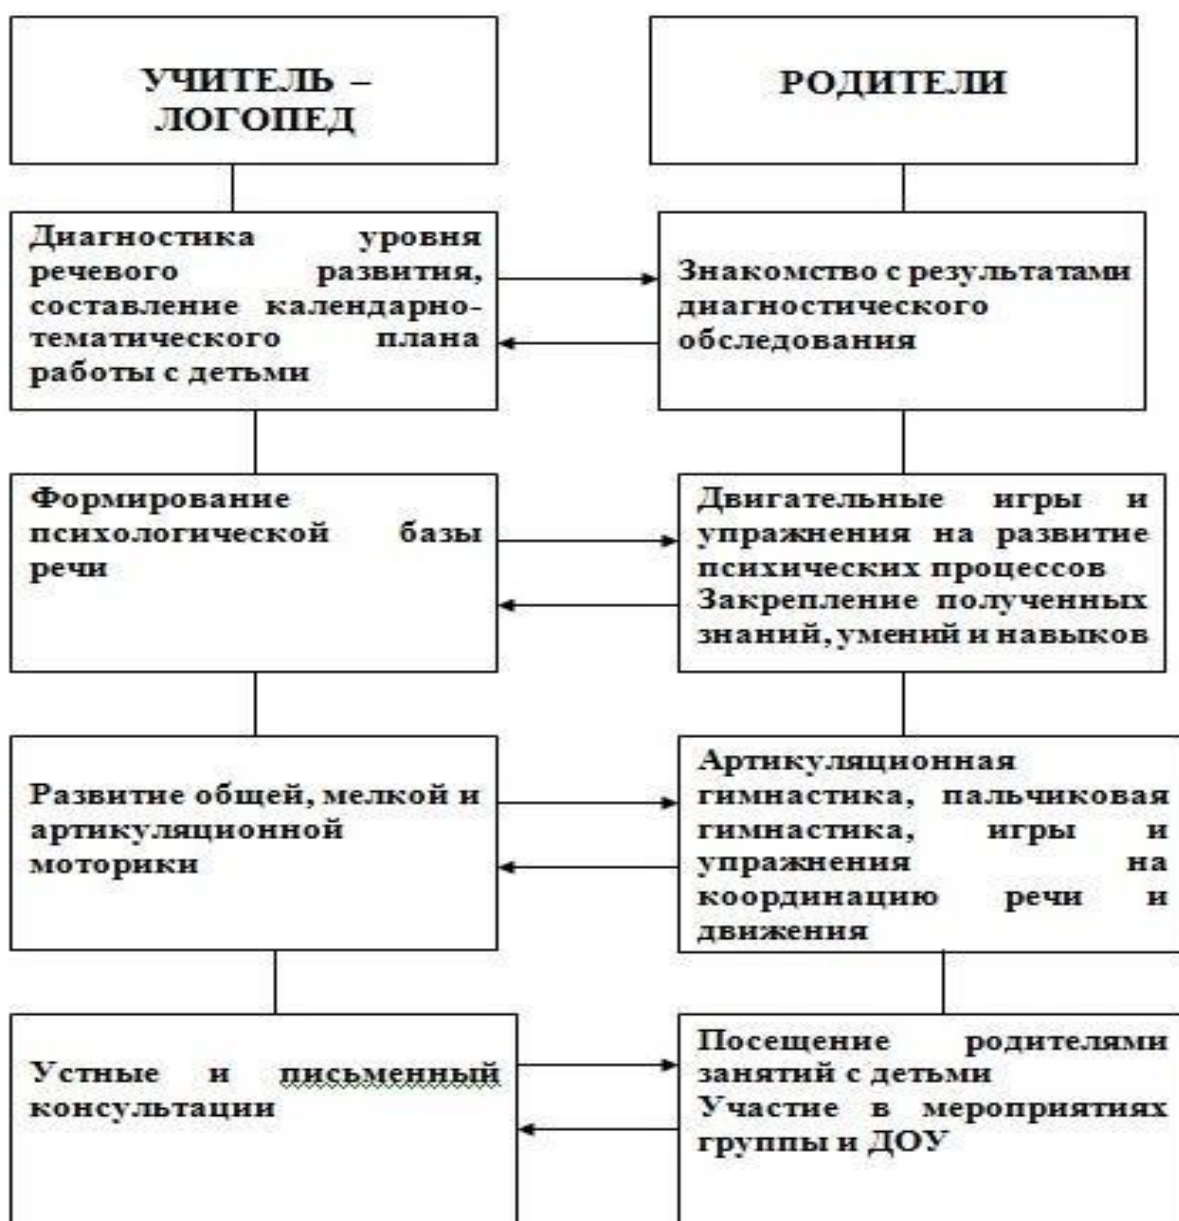 УЧИТЕЛЬ –
ЛОГОПЕД
РОДИТЕЛИ
Диагностика уровня
речевого развития,
составление календарно-
тематического плана
работы с детьми
Знакомство с результатами
диагностического
обследования
Формирование
психологической базы
речи
Двигательные игры и
упражнения на развитие
психических процессов
Закрепление полученных
знаний, умений и навыков
Развитие общей, мелкой и
артикуляционной
моторики
Артикуляционная
гимнастика, пальчиковая
гимнастика, игры и
упражнения на
координацию речи и
движения
Устные и письменный
консультации
Посещение родителями
занятий с детьми
Участие в мероприятиях
группы и ДОУ